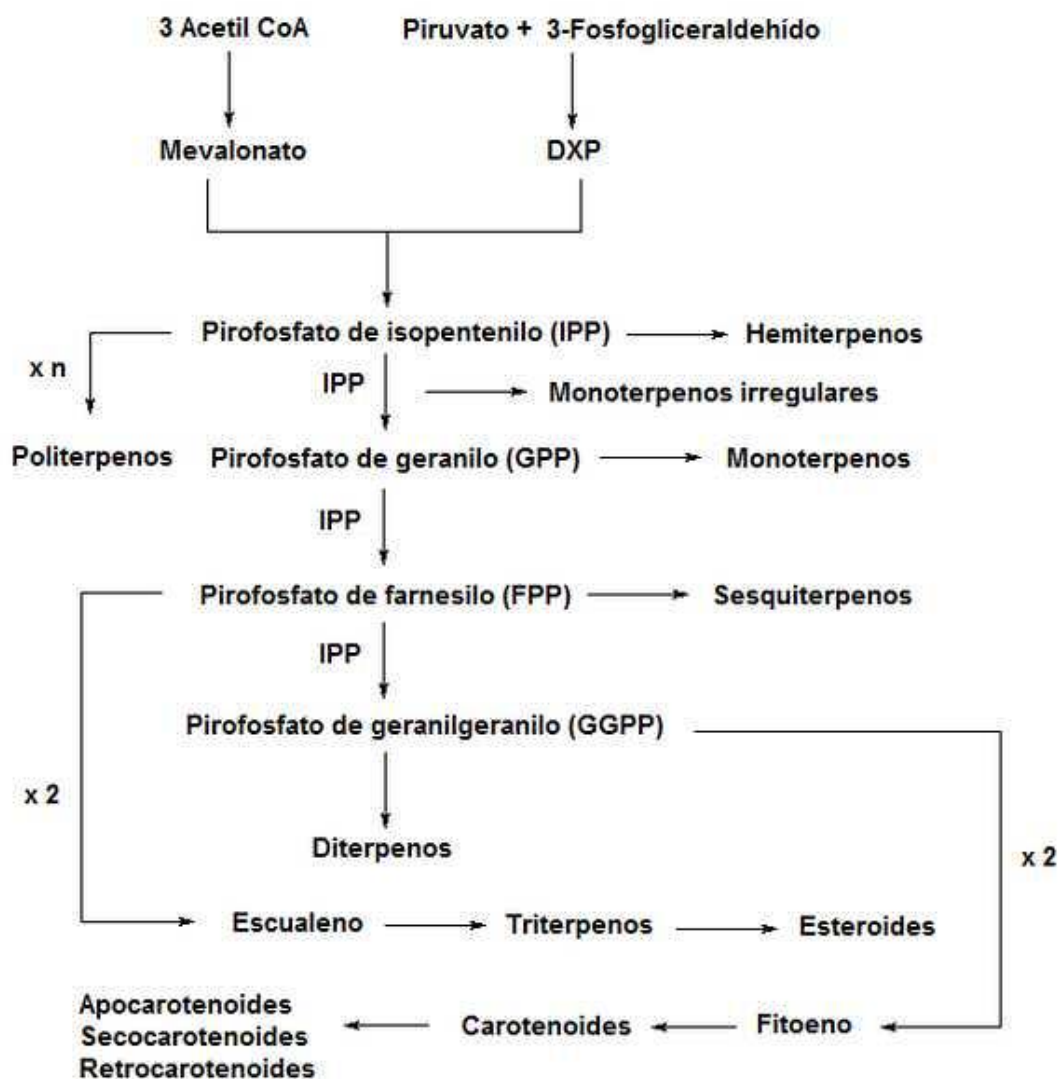 3 Acetil CoA
Piruvato + 3-Fosfogliceraldehído
Mevalonato
DXP
Pirofosfato de isopentenilo (IPP)
Hemiterpenos
x n
IPP
Monoterpenos irregulares
Politerpenos
Pirofosfato de geranilo (GPP)
Monoterpenos
IPP
Pirofosfato de farnesilo (FPP)
Sesquiterpenos
IPP
Pirofosfato de geranilgeranilo (GGPP)
x 2
Diterpenos
x 2
Escualeno
Triterpenos
Esteroides
Apocarotenoides
Secocarotenoides
Retrocarotenoides
Carotenoides
Fitoeno